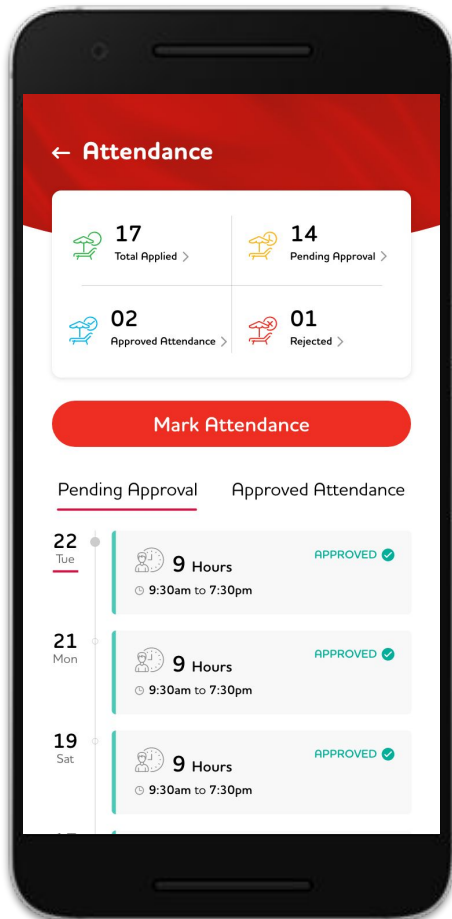 ← Attendance
17
Total Applied >
14
Pending Approval >
02
Approved Attendance >
01
Rejected >
Mark Attendance
Pending Approval
Approved Attendance
22
Tue
9 Hours
APPROVED
9:30am to 7:30pm
21
Mon
9 Hours
APPROVED
9:30am to 7:30pm
19
Sat
9 Hours
APPROVED
9:30am to 7:30pm